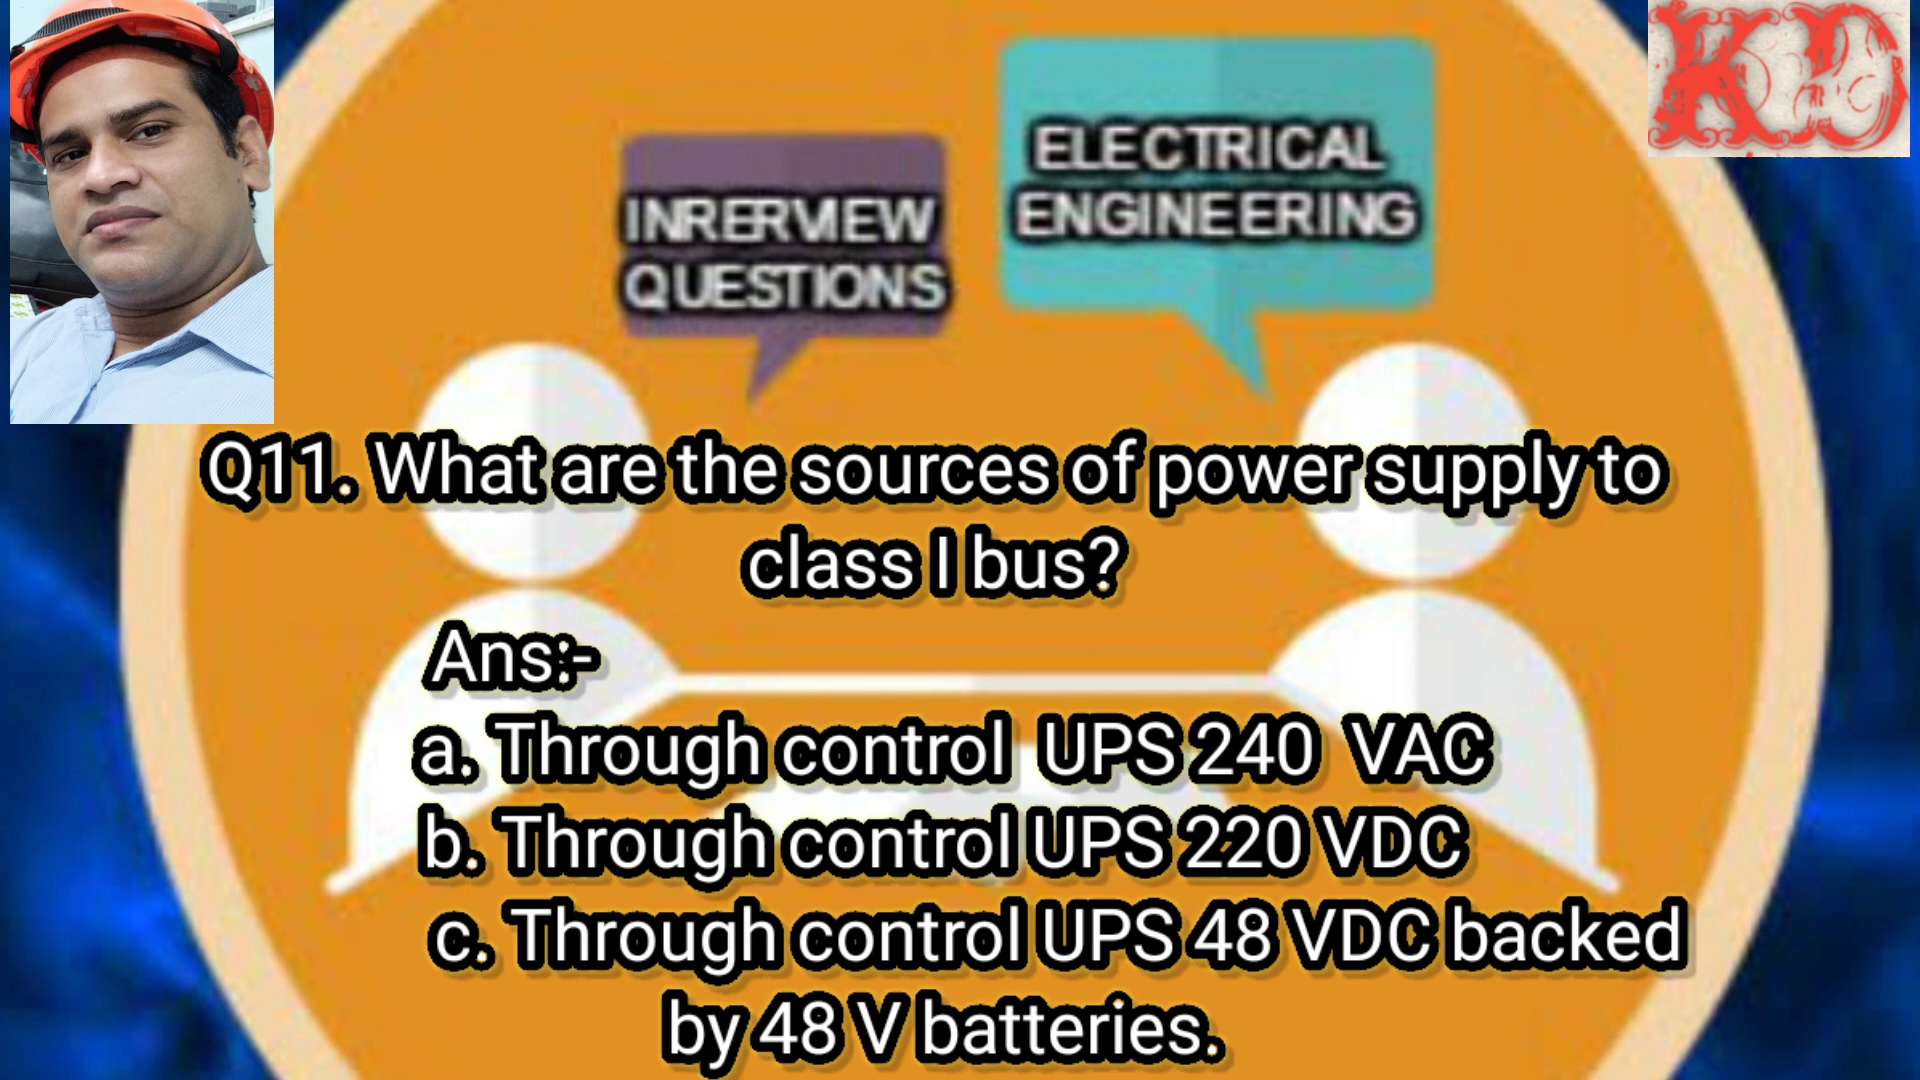 KD
INRERVIEW
QUESTIONS
ELECTRICAL
ENGINEERING
Q11. What are the sources of power supply to
class I bus?
Ans:-
a. Through control UPS 240 VAC
b. Through control UPS 220 VDC
c. Through control UPS 48 VDC backed
by 48 V batteries.